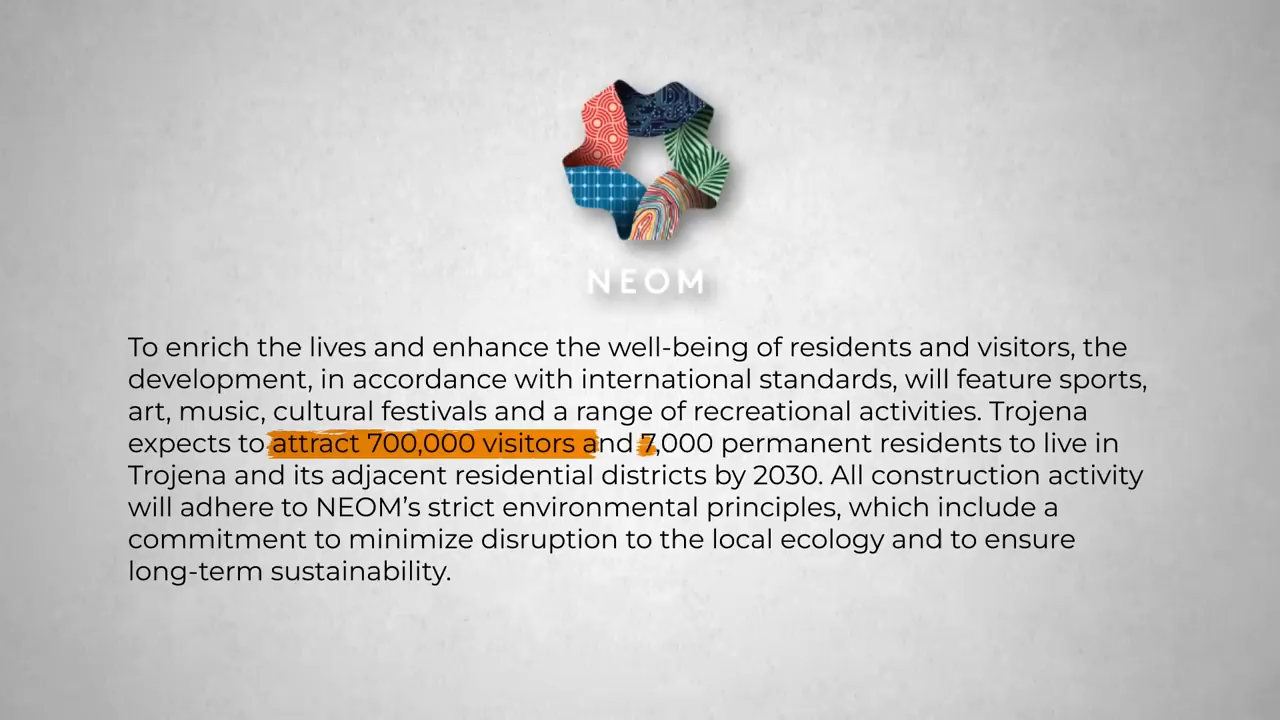 NEOM
To enrich the lives and enhance the well-being of residents and visitors, the
development, in accordance with international standards, will feature sports,
art, music, cultural festivals and a range of recreational activities. Trojena
expects to attract 700,000 visitors and 7,000 permanent residents to live in
Trojena and its adjacent residential districts by 2030. All construction activity
will adhere to NEOM’s strict environmental principles, which include a
commitment to minimize disruption to the local ecology and to ensure
long-term sustainability.